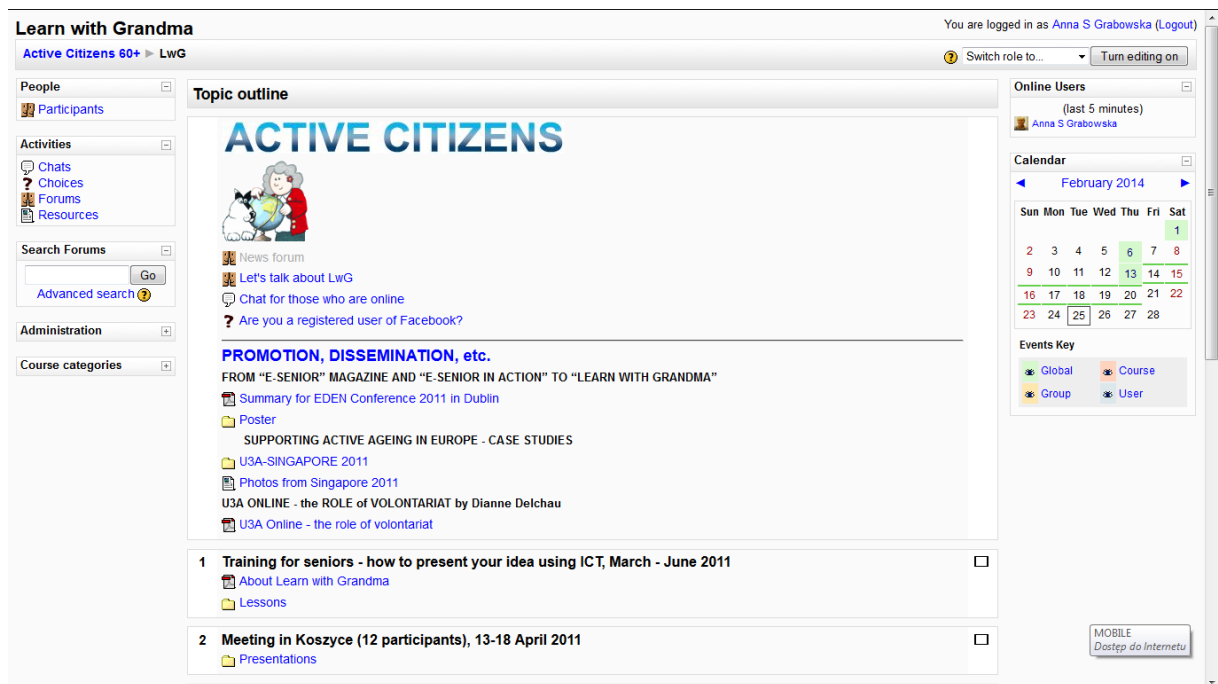 Learn with Grandma
You are logged in as Anna S Grabowska (Logout)
Active Citizens 60+ ► LwG
Switch role to...
Turn editing on
People
Participants
Activities
Chats
Choices
Forums
Resources
Search Forums
Go
Advanced search
Administration
Course categories
Topic outline
ACTIVE CITIZENS
News forum
Let's talk about LwG
Chat for those who are online
Are you a registered user of Facebook?
PROMOTION, DISSEMINATION, etc.
FROM “E-SENIOR” MAGAZINE AND “E-SENIOR IN ACTION” TO “LEARN WITH GRANDMA”
Summary for EDEN Conference 2011 in Dublin
Poster
SUPPORTING ACTIVE AGEING IN EUROPE - CASE STUDIES
U3A-SINGAPORE 2011
Photos from Singapore 2011
U3A ONLINE - the ROLE of VOLONTARIAT by Dianne Delchau
U3A Online - the role of volontariat
1 Training for seniors - how to present your idea using ICT, March - June 2011
About Learn with Grandma
Lessons
2 Meeting in Koszyce (12 participants), 13-18 April 2011
Presentations
Online Users
(last 5 minutes)
Anna S Grabowska
Calendar
◄ February 2014 ►
Sun Mon Tue Wed Thu Fri Sat
1
2 3 4 5 6 7 8
9 10 11 12 13 14 15
16 17 18 19 20 21 22
23 24 25 26 27 28
Events Key
Global Course
Group User
MOBILE
Dostęp do Internetu